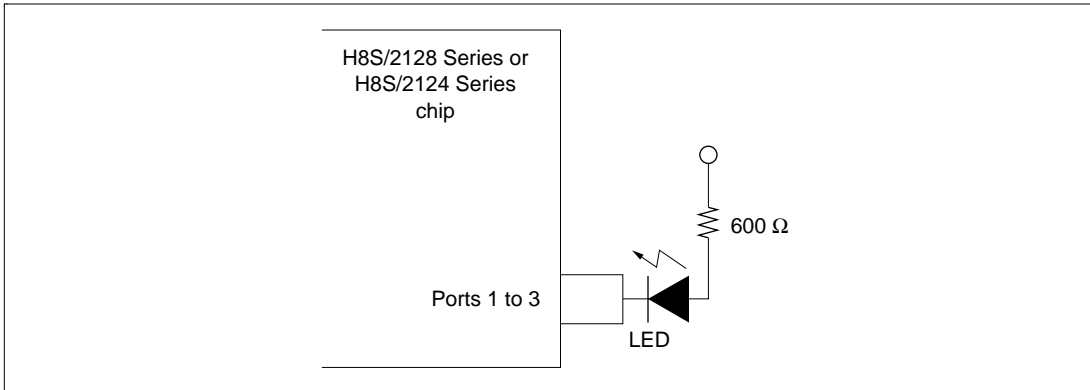 H8S/2128 Series or
H8S/2124 Series
chip
600 Ω
Ports 1 to 3
LED